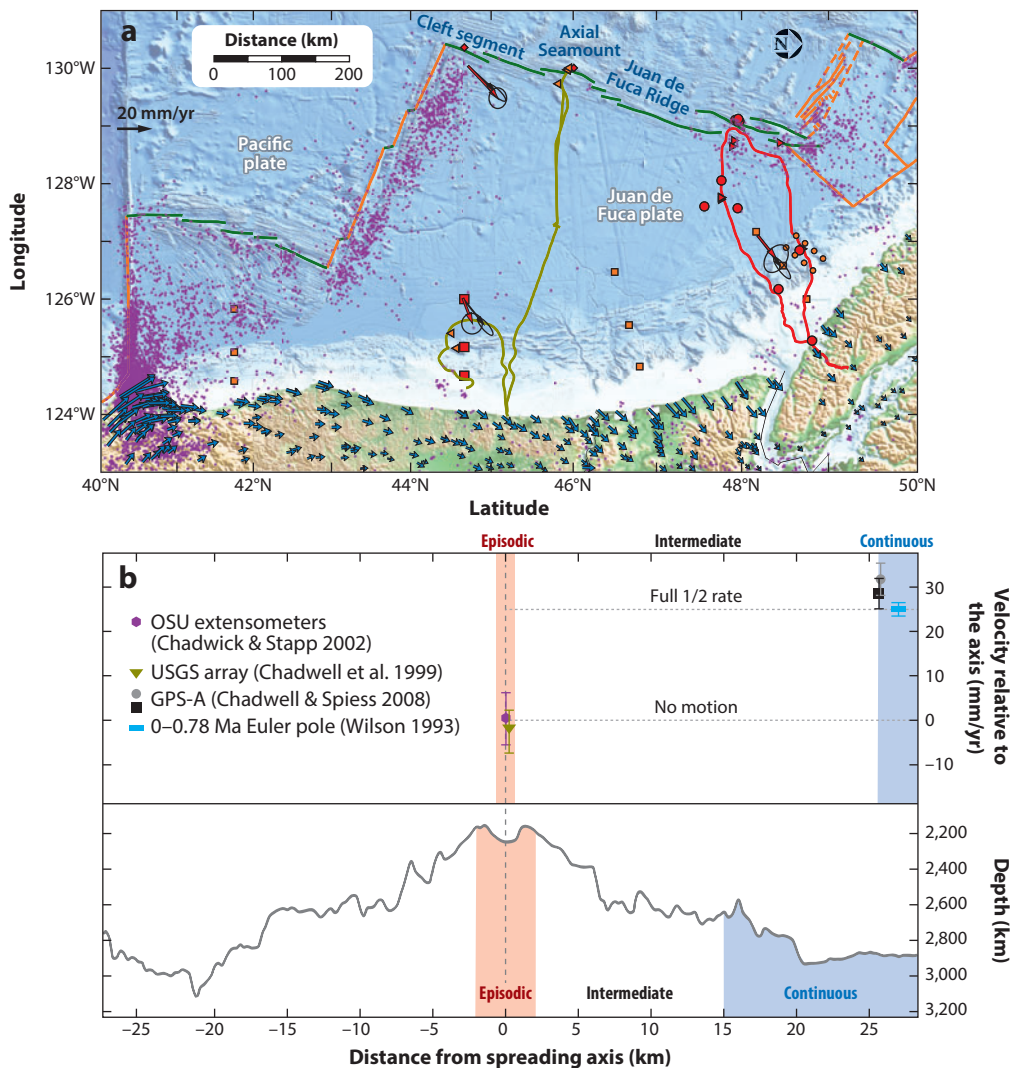 a
Distance (km)
0 100 200
Cleft segment
Axial
Seamount
Juan de
Fuca Ridge
N
20 mm/yr
Pacific
plate
Juan de
Fuca plate
Longitude
130°W
128°W
126°W
124°W
40°N 42°N 44°N 46°N 48°N 50°N
Latitude
Episodic Intermediate Continuous
b
OSU extensometers
(Chadwick & Stapp 2002)
USGS array (Chadwell et al. 1999)
GPS-A (Chadwell & Spiess 2008)
0–0.78 Ma Euler pole (Wilson 1993)
Full 1/2 rate
No motion
30
20
10
0
–10
Velocity relative to
the axis (mm/yr)
2,200
2,400
2,600
2,800
3,000
3,200
Depth
(km)
Episodic Intermediate Continuous
–25 –20 –15 –10 –5 0 5 10 15 20 25
Distance from spreading axis (km)